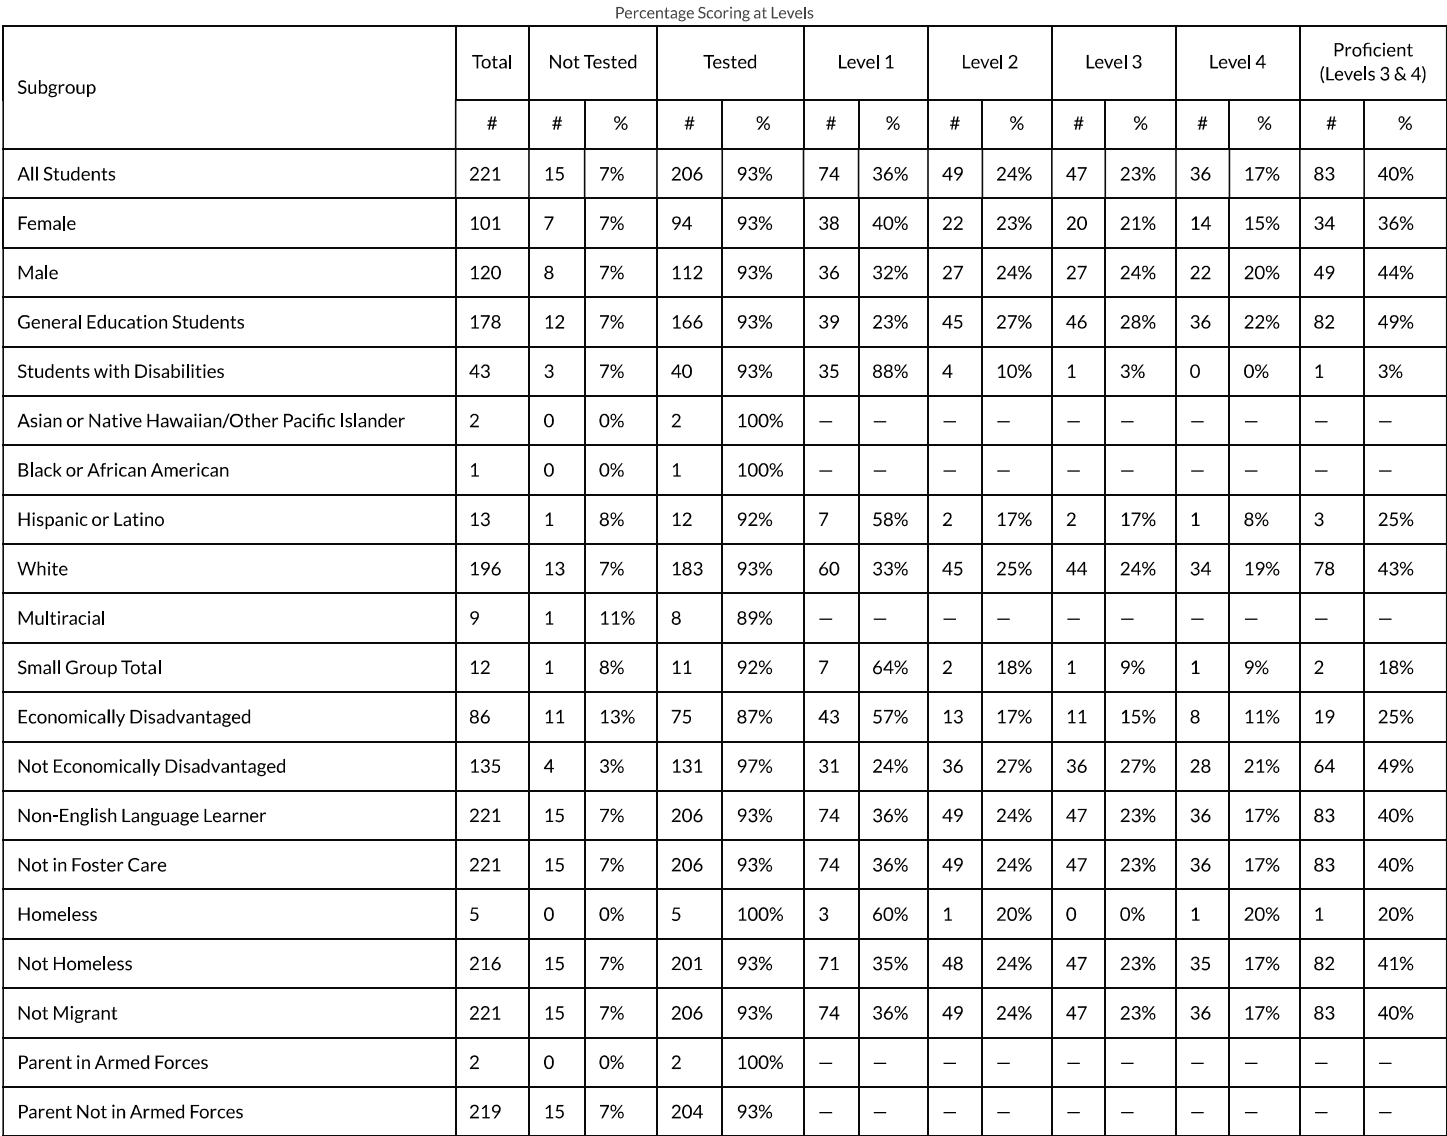 Percentage Scoring at Levels
Subgroup Total Not Tested Tested Level 1 Level 2 Level 3 Level 4 Proficient (Levels 3 & 4)
# # % # % # % # % # % # % # %
All Students 221 15 7% 206 93% 74 36% 49 24% 47 23% 36 17% 83 40%
Female 101 7 7% 94 93% 38 40% 22 23% 20 21% 14 15% 34 36%
Male 120 8 7% 112 93% 36 32% 27 24% 27 24% 22 20% 49 44%
General Education Students 178 12 7% 166 93% 39 23% 45 27% 46 28% 36 22% 82 49%
Students with Disabilities 43 3 7% 40 93% 35 88% 4 10% 1 3% 0 0% 1 3%
Asian or Native Hawaiian/Other Pacific Islander 2 0 0% 2 100% — — — — — — — — — —
Black or African American 1 0 0% 1 100% — — — — — — — — — —
Hispanic or Latino 13 1 8% 12 92% 7 58% 2 17% 2 17% 1 8% 3 25%
White 196 13 7% 183 93% 60 33% 45 25% 44 24% 34 19% 78 43%
Multiracial 9 1 11% 8 89% — — — — — — — — — —
Small Group Total 12 1 8% 11 92% 7 64% 2 18% 1 9% 1 9% 2 18%
Economically Disadvantaged 86 11 13% 75 87% 43 57% 13 17% 11 15% 8 11% 19 25%
Not Economically Disadvantaged 135 4 3% 131 97% 31 24% 36 27% 36 27% 28 21% 64 49%
Non-English Language Learner 221 15 7% 206 93% 74 36% 49 24% 47 23% 36 17% 83 40%
Not in Foster Care 221 15 7% 206 93% 74 36% 49 24% 47 23% 36 17% 83 40%
Homeless 5 0 0% 5 100% 3 60% 1 20% 0 0% 1 20% 1 20%
Not Homeless 216 15 7% 201 93% 71 35% 48 24% 47 23% 35 17% 82 41%
Not Migrant 221 15 7% 206 93% 74 36% 49 24% 47 23% 36 17% 83 40%
Parent in Armed Forces 2 0 0% 2 100% — — — — — — — — — —
Parent Not in Armed Forces 219 15 7% 204 93% — — — — — — — — — —